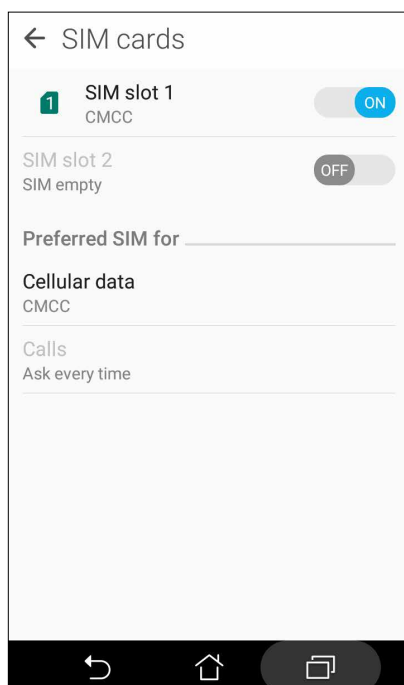 SIM cards
1
SIM slot 1
ON
CMCC
SIM slot 2
OFF
SIM empty
Preferred SIM for
Cellular data
CMCC
Calls
Ask every time